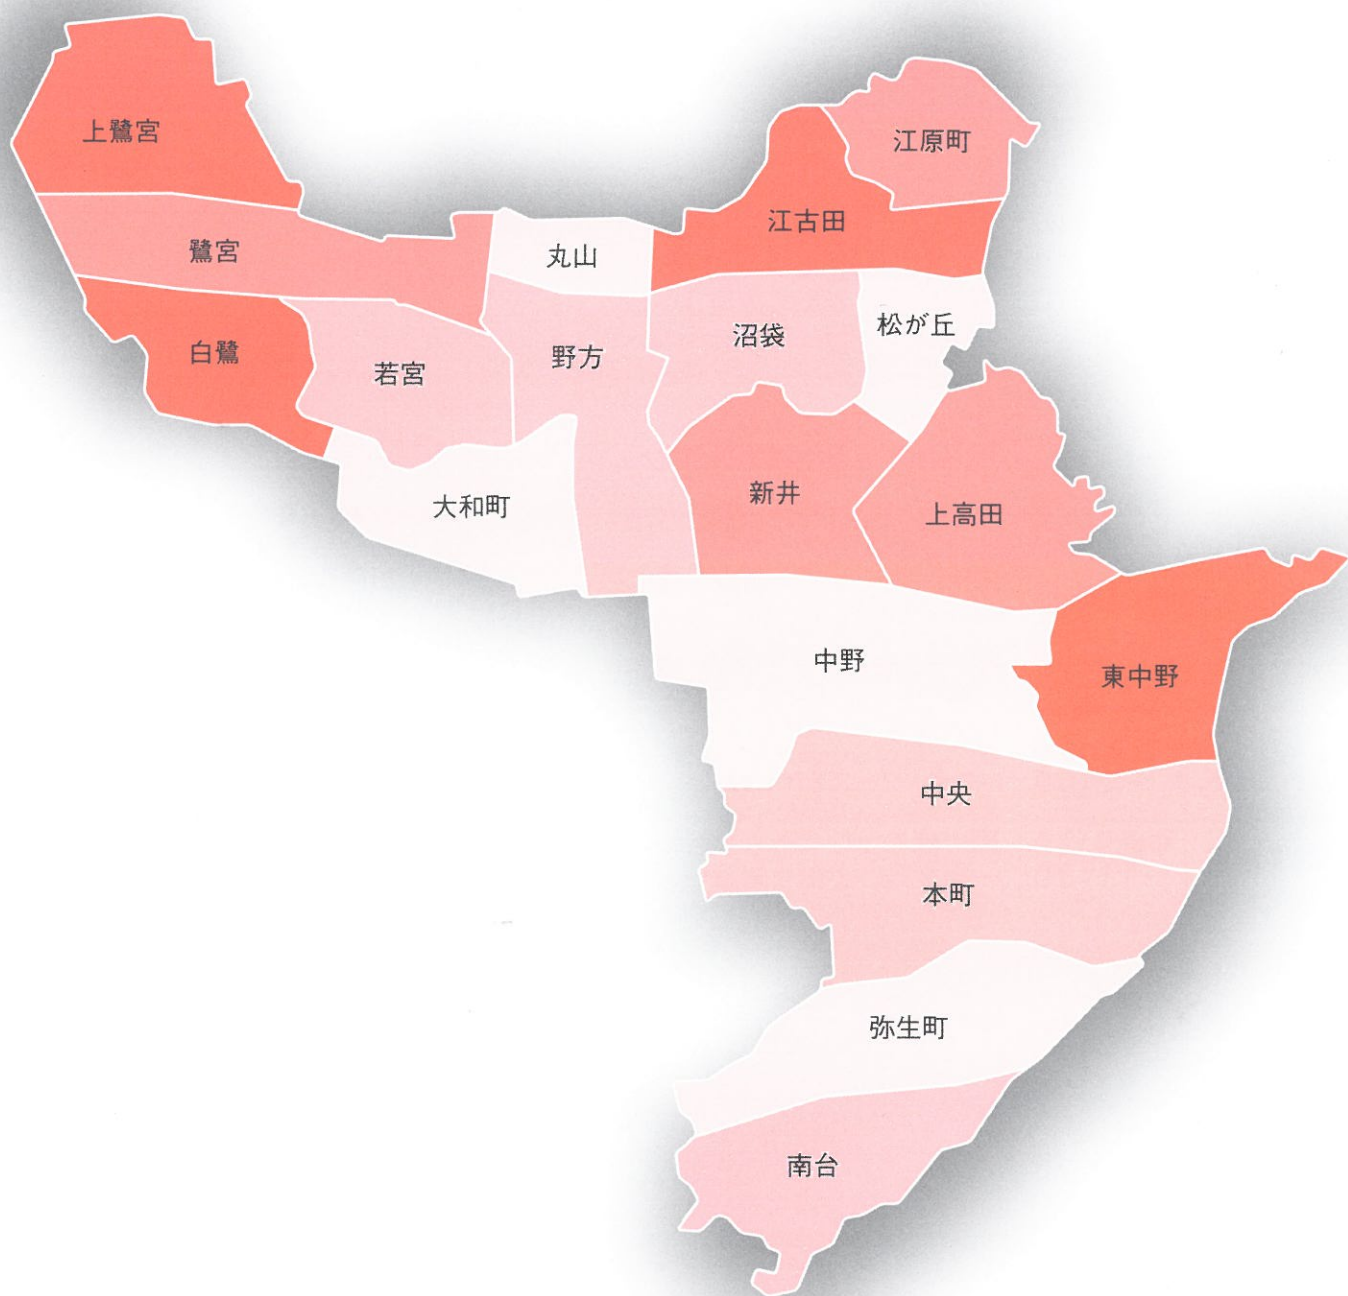 上鷺宮
江原町
江古田
鷺宮
丸山
松が丘
沼袋
白鷺
野方
若宮
新井
大和町
上高田
中野
東中野
中央
本町
弥生町
南台